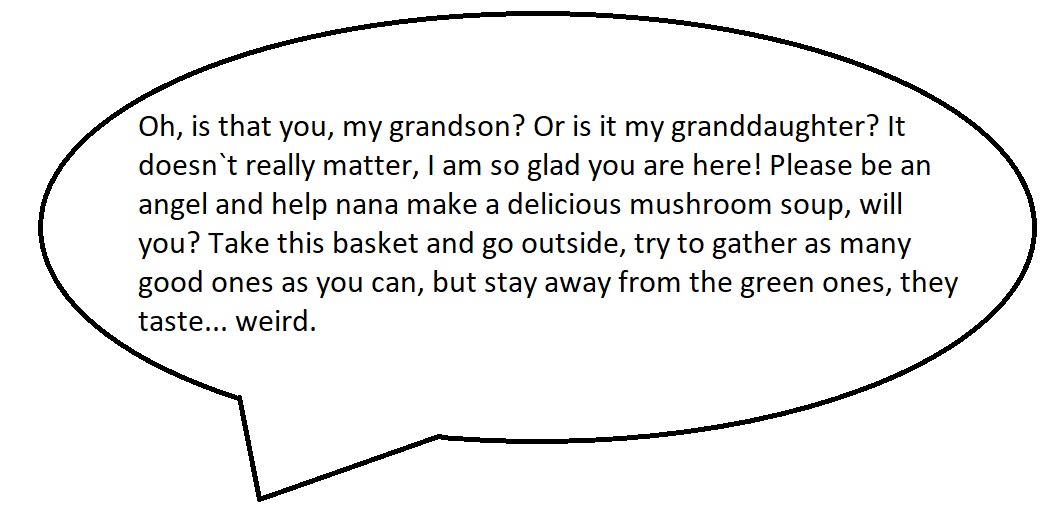 Oh, is that you, my grandson? Or is it my granddaughter? It
doesn`t really matter, I am so glad you are here! Please be an
angel and help nana make a delicious mushroom soup, will
you? Take this basket and go outside, try to gather as many
good ones as you can, but stay away from the green ones, they
taste... weird.